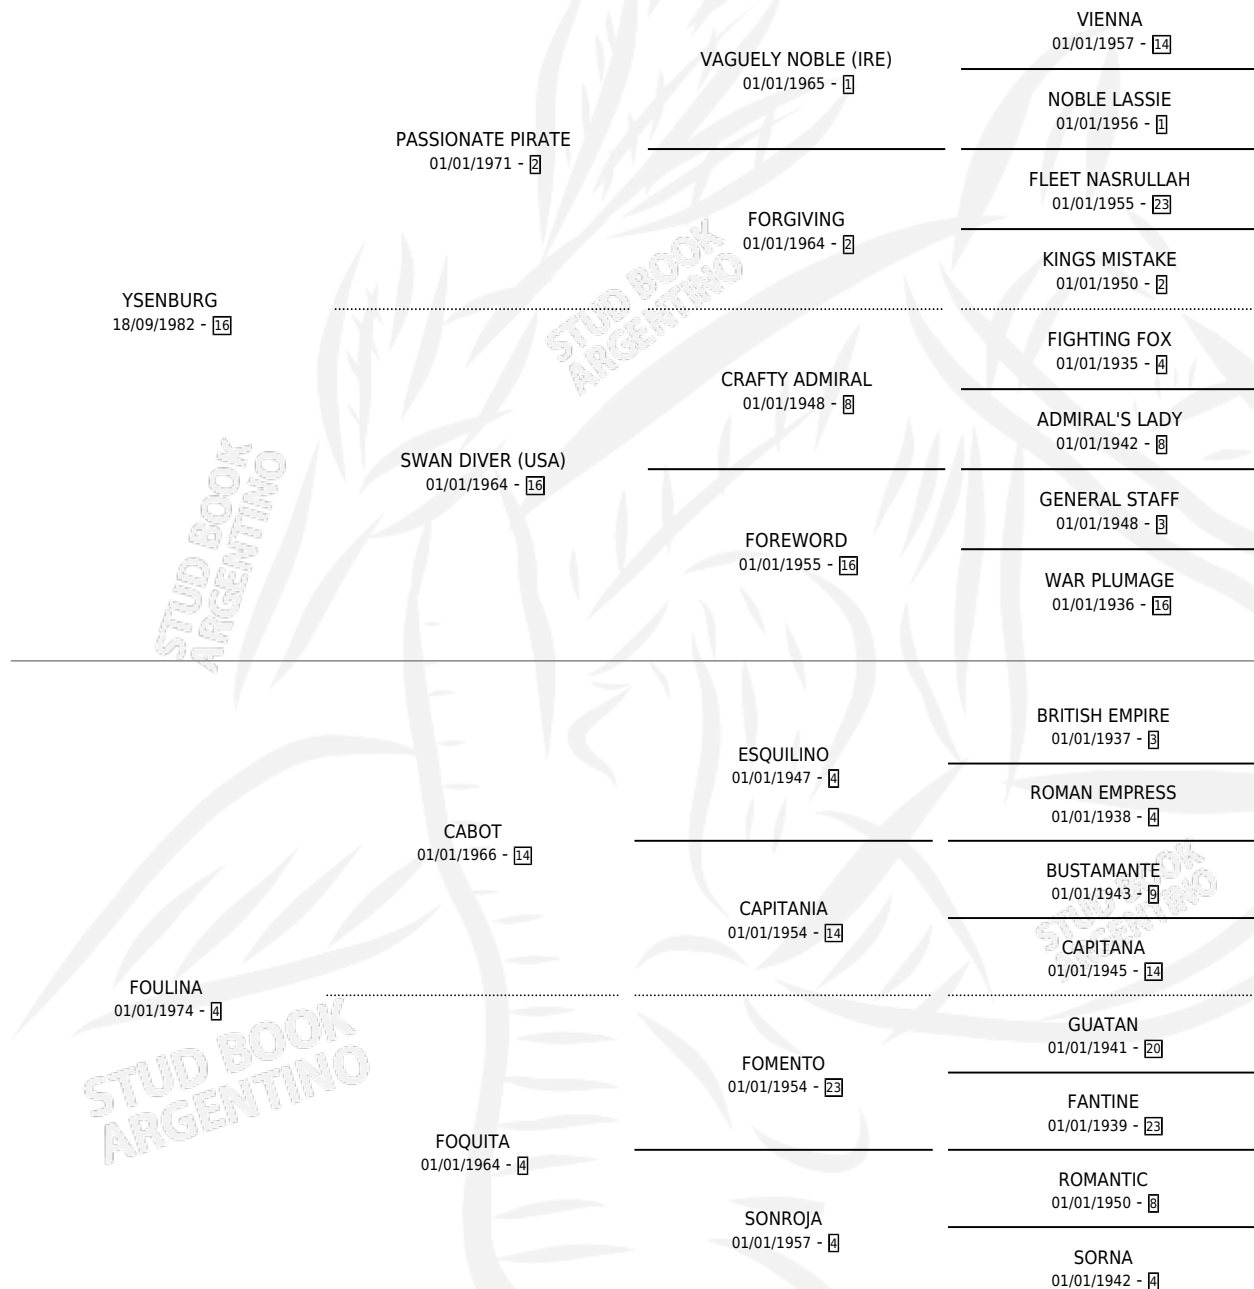 VIENNA
01/01/1957 - 14
VAGUELY NOBLE (IRE)
01/01/1965 - 1
NOBLE LASSIE
01/01/1956 - 1
PASSIONATE PIRATE
01/01/1971 - 2
FLEET NASRULLAH
01/01/1955 - 23
FORGIVING
01/01/1964 - 2
KINGS MISTAKE
01/01/1950 - 2
YSENBURG
18/09/1982 - 16
FIGHTING FOX
01/01/1935 - 4
CRAFTY ADMIRAL
01/01/1948 - 8
ADMIRAL'S LADY
01/01/1942 - 8
SWAN DIVER (USA)
01/01/1964 - 16
GENERAL STAFF
01/01/1948 - 3
FOREWORD
01/01/1955 - 16
WAR PLUMAGE
01/01/1936 - 16
BRITISH EMPIRE
01/01/1937 - 3
ESQUILINO
01/01/1947 - 4
ROMAN EMPRESS
01/01/1938 - 4
CABOT
01/01/1966 - 14
BUSTAMANTE
01/01/1943 - 9
CAPITANIA
01/01/1954 - 14
CAPITANA
01/01/1945 - 14
FOULINA
01/01/1974 - 4
GUATAN
01/01/1941 - 20
FOMENTO
01/01/1954 - 23
FANTINE
01/01/1939 - 23
FOQUITA
01/01/1964 - 4
ROMANTIC
01/01/1950 - 8
SONROJA
01/01/1957 - 4
SORNA
01/01/1942 - 4
STUD BOOK
ARGENTINO
STUD BOOK
ARGENTINO
STUD BOOK
ARGENTINO
STUD BOOK
ARGENTINO